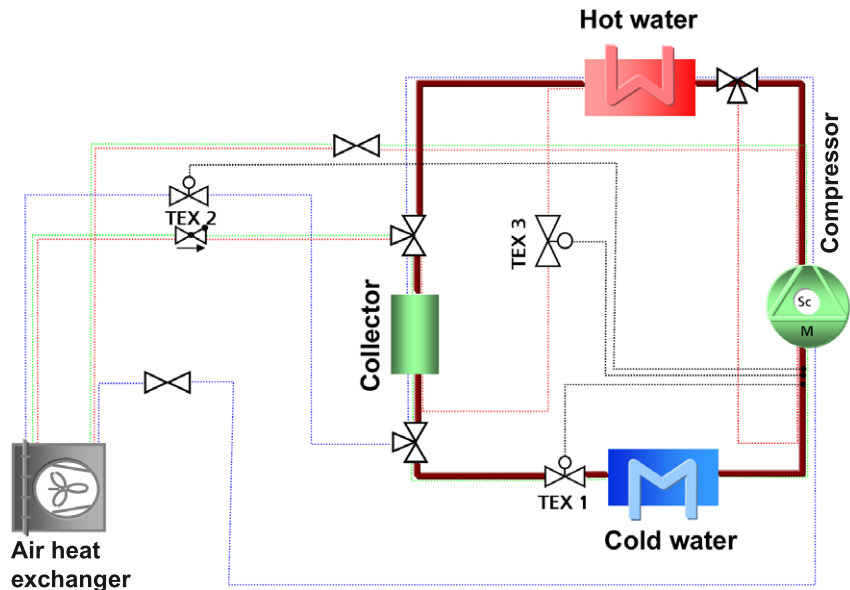 Hot water
Compressor
TEX 2
TEX 3
Sc
M
Collector
TEX 1
Cold water
Air heat
exchanger